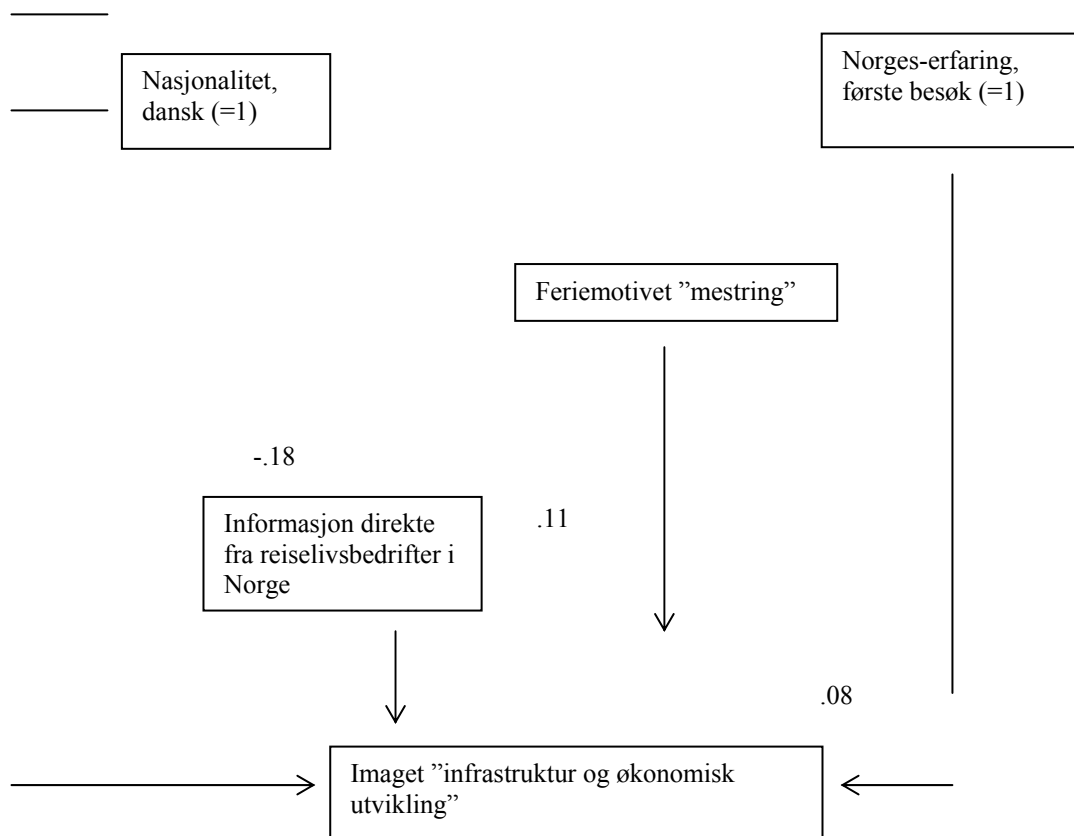 Nasjonalitet,
dansk (=1)
Norges-erfaring,
første besøk (=1)
Feriemotivet ”mestring”
-.18
Informasjon direkte
fra reiselivsbedrifter i
Norge
.11
.08
Imaget ”infrastruktur og økonomisk
utvikling”